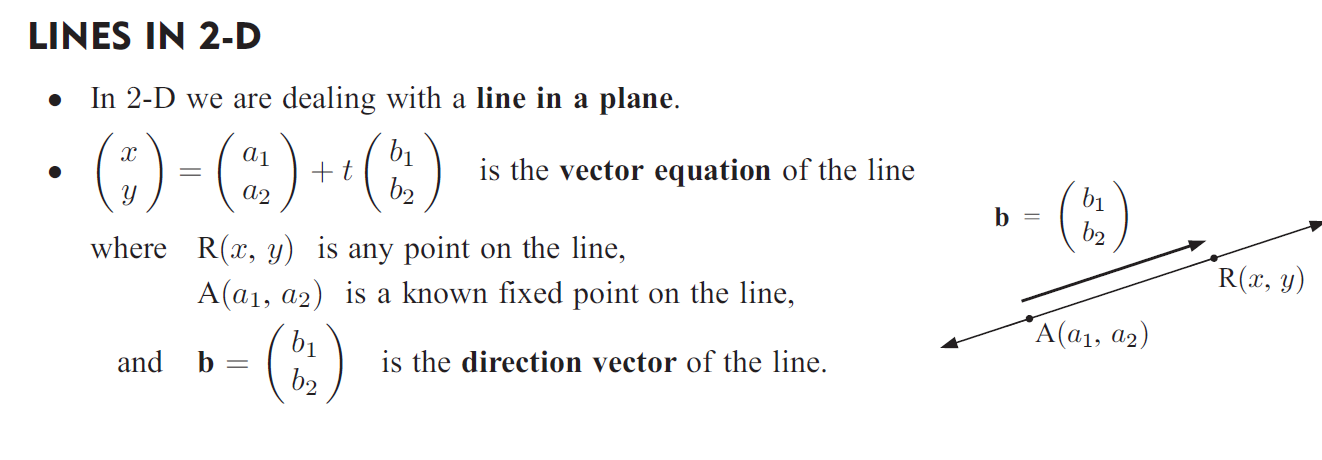 LINES IN 2-D
• In 2-D we are dealing with a line in a plane.
• (x y) = (a₁ a₂) + t (b₁ b₂) is the vector equation of the line
where R(x, y) is any point on the line,
A(a₁, a₂) is a known fixed point on the line,
and b = (b₁ b₂) is the direction vector of the line.
b = (b₁ b₂)
R(x, y)
A(a₁, a₂)